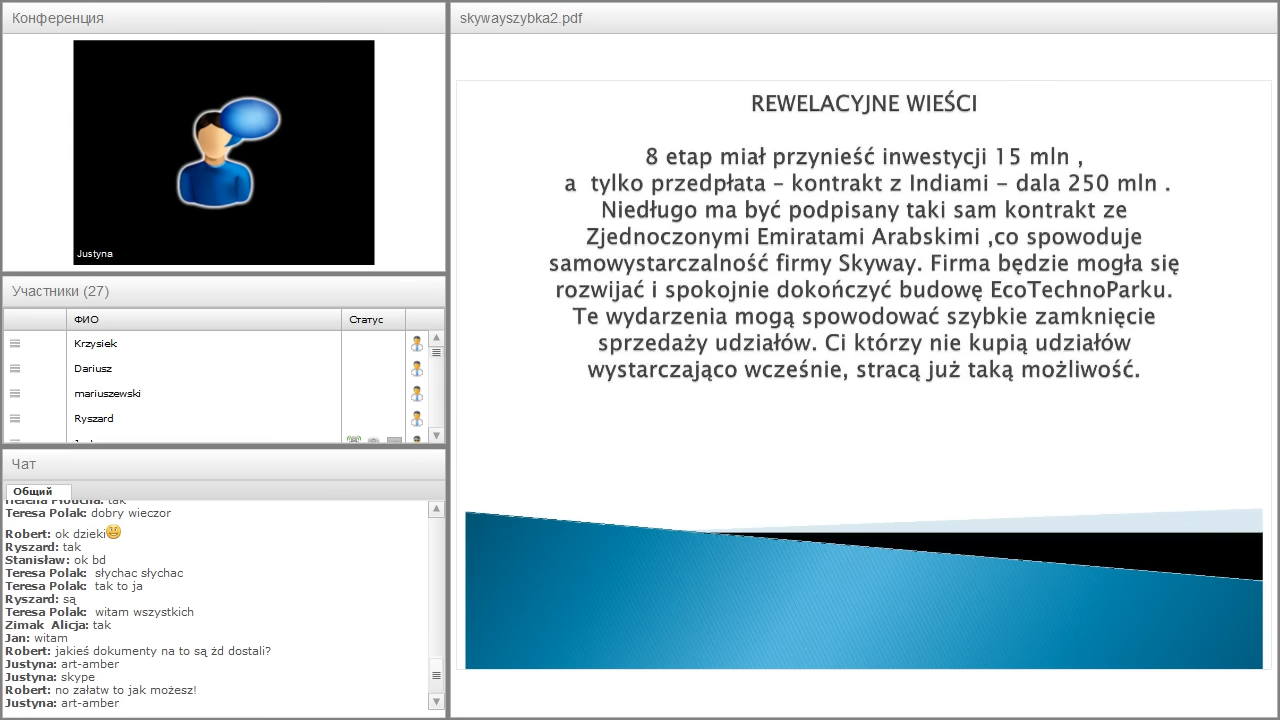 Конференция
Justyna
Участники (27)
ФИО Статус
Krzysiek
Dariusz
mariuszewski
Ryszard
Чат
Общий
Teresa Polak: dobry wieczor
Robert: ok dzieki
Ryszard: tak
Stanisław: ok bd
Teresa Polak: słychac słychac
Teresa Polak: tak to ja
Ryszard: są
Teresa Polak: witam wszystkich
Zimak Alicja: tak
Jan: witam
Robert: jakieś dokumenty na to są żd dostali?
Justyna: art-amber
Justyna: skype
Robert: no załatw to jak możesz!
Justyna: art-amber
skywayszybka2.pdf
REWELACYJNE WIEŚCI
8 etap miał przynieść inwestycji 15 mln ,
a tylko przedpłata – kontrakt z Indiami – dala 250 mln .
Niedługo ma być podpisany taki sam kontrakt ze
Zjednoczonymi Emiratami Arabskimi ,co spowoduje
samowystarczalność firmy Skyway. Firma będzie mogła się
rozwijać i spokojnie dokończyć budowę EcoTechnoParku.
Te wydarzenia mogą spowodować szybkie zamknięcie
sprzedaży udziałów. Ci którzy nie kupią udziałów
wystarczająco wcześnie, stracą już taką możliwość.